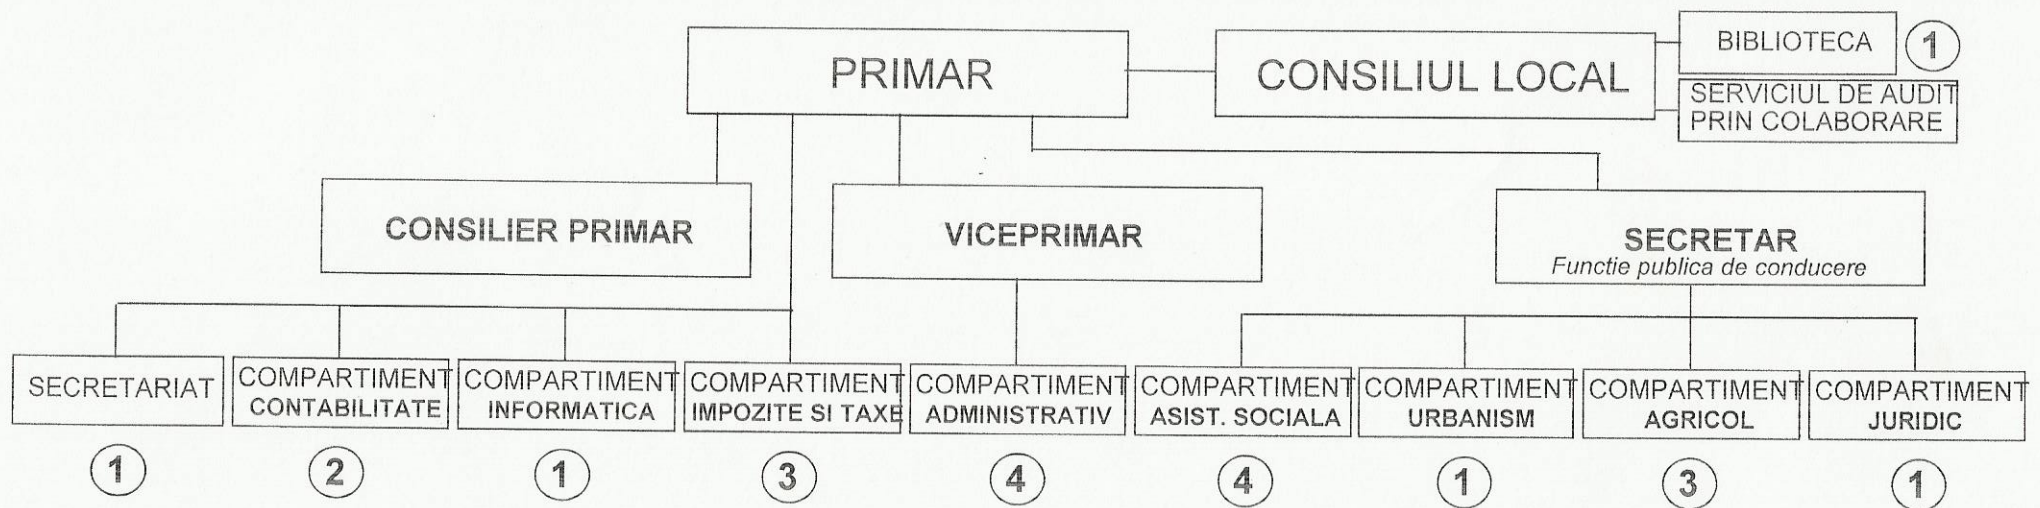 PRIMAR
CONSILIUL LOCAL
BIBLIOTECA
1
SERVICIUL DE AUDIT
PRIN COLABORARE
CONSILIER PRIMAR
VICEPRIMAR
SECRETAR
Functie publica de conducere
SECRETARIAT
1
COMPARTIMENT
CONTABILITATE
2
COMPARTIMENT
INFORMATICA
1
COMPARTIMENT
IMPOZITE SI TAXE
3
COMPARTIMENT
ADMINISTRATIV
4
COMPARTIMENT
ASIST. SOCIALA
4
COMPARTIMENT
URBANISM
1
COMPARTIMENT
AGRICOL
3
COMPARTIMENT
JURIDIC
1